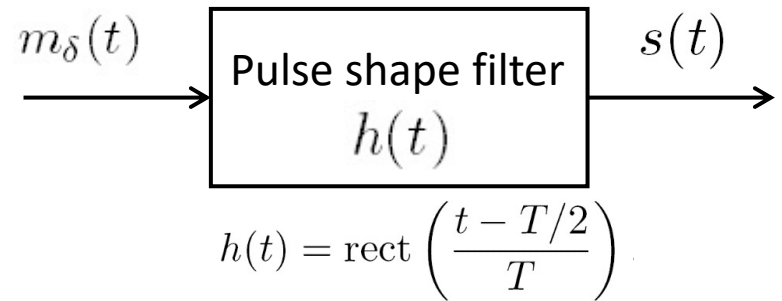 m_δ(t)
Pulse shape filter
h(t)
s(t)
h(t) = rect((t − T/2)/T)